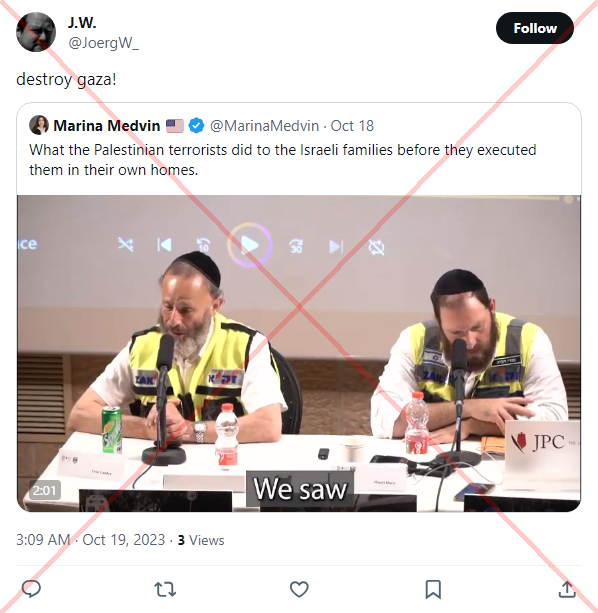 J.W.
@JoergW_
Follow
destroy gaza!
Marina Medvin 🇺🇸 @MarinaMedvin · Oct 18
What the Palestinian terrorists did to the Israeli families before they executed
them in their own homes.
ce
10
30
ZAK
JPC
We saw
2:01
3:09 AM · Oct 19, 2023 · 3 Views